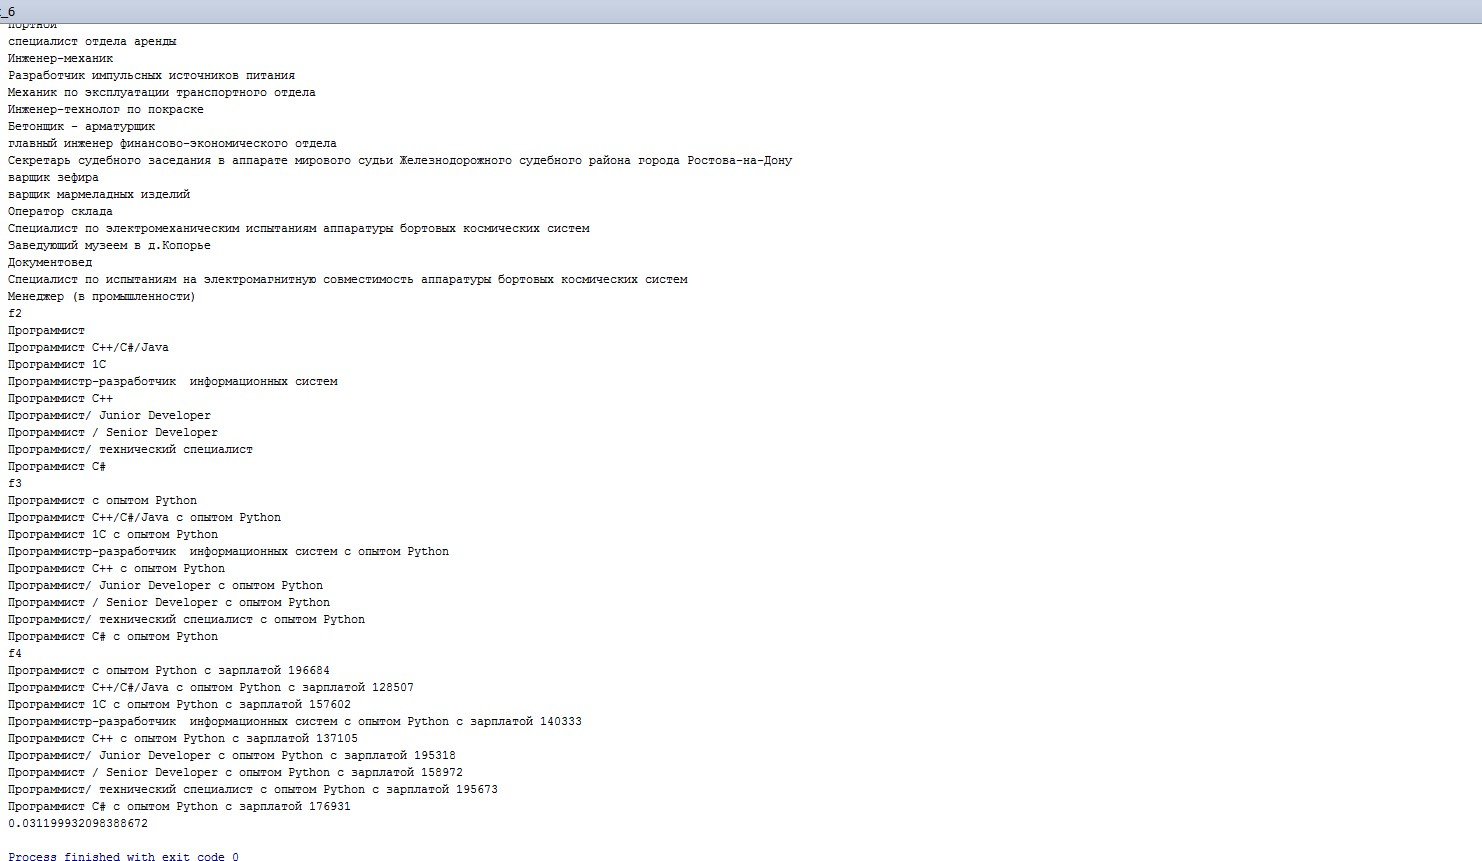 _6
портной
специалист отдела аренды
Инженер-механик
Разработчик импульсных источников питания
Механик по эксплуатации транспортного отдела
Инженер-технолог по покраске
Бетонщик - арматурщик
главный инженер финансово-экономического отдела
Секретарь судебного заседания в аппарате мирового судьи Железнодорожного судебного района города Ростова-на-Дону
варщик зефира
варщик мармеладных изделий
Оператор склада
Специалист по электромеханическим испытаниям аппаратуры бортовых космических систем
Заведующий музеем в д.Копорье
Документовед
Специалист по испытаниям на электромагнитную совместимость аппаратуры бортовых космических систем
Менеджер (в промышленности)
f2
Программист
Программист C++/C#/Java
Программист 1С
Программистр-разработчик  информационных систем
Программист C++
Программист/ Junior Developer
Программист / Senior Developer
Программист/ технический специалист
Программист C#
f3
Программист с опытом Python
Программист C++/C#/Java с опытом Python
Программист 1С с опытом Python
Программистр-разработчик  информационных систем с опытом Python
Программист C++ с опытом Python
Программист/ Junior Developer с опытом Python
Программист / Senior Developer с опытом Python
Программист/ технический специалист с опытом Python
Программист C# с опытом Python
f4
Программист с опытом Python с зарплатой 196684
Программист C++/C#/Java с опытом Python с зарплатой 128507
Программист 1С с опытом Python с зарплатой 157602
Программистр-разработчик  информационных систем с опытом Python с зарплатой 140333
Программист C++ с опытом Python с зарплатой 137105
Программист/ Junior Developer с опытом Python с зарплатой 195318
Программист / Senior Developer с опытом Python с зарплатой 158972
Программист/ технический специалист с опытом Python с зарплатой 195673
Программист C# с опытом Python с зарплатой 176931
0.031199932098388672
Process finished with exit code 0